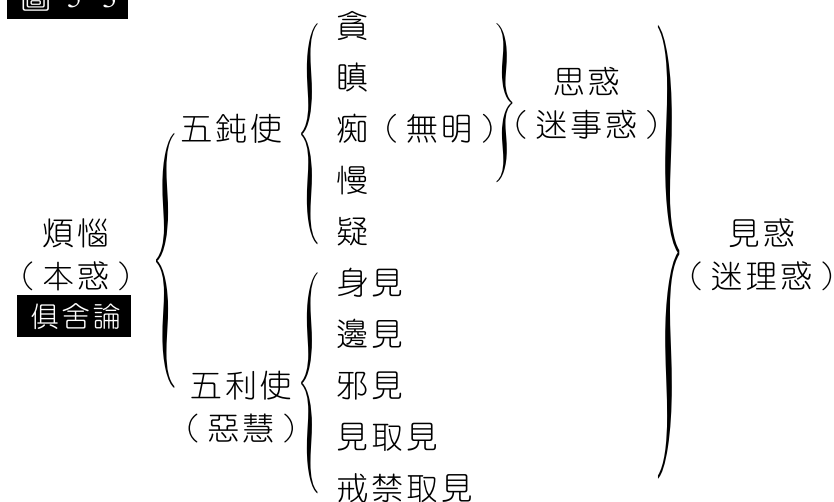 圖 5-5
煩惱
（本惑）
俱舍論
五鈍使
貪
瞋
痴（無明）
慢
疑
五利使
（惡慧）
身見
邊見
邪見
見取見
戒禁取見
思惑
（迷事惑）
見惑
（迷理惑）